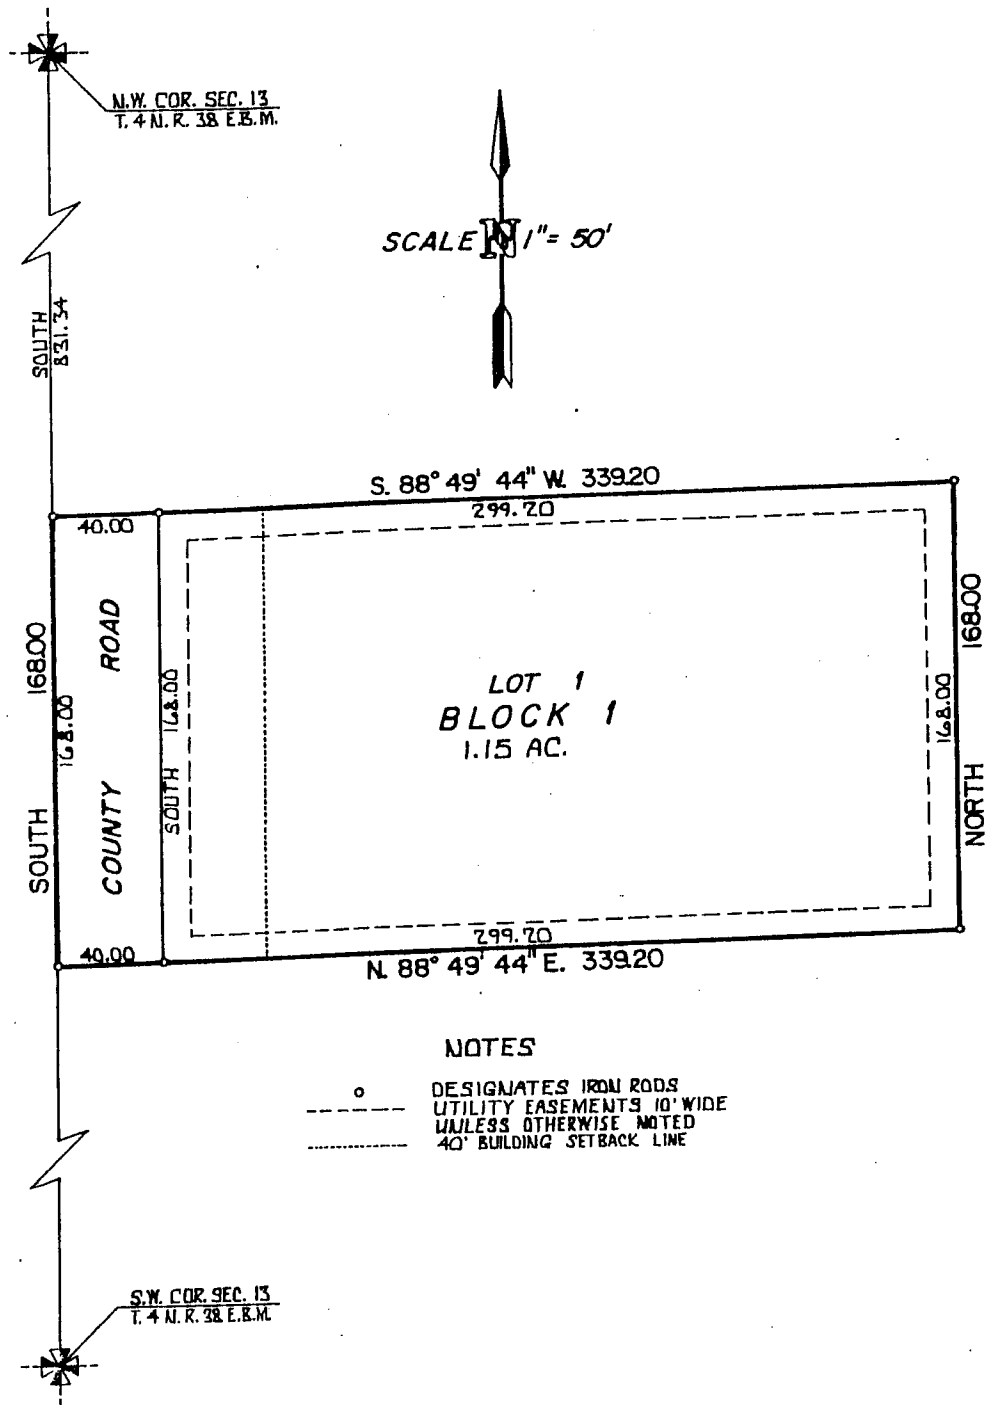 N.W. COR. SEC. 13
T. 4 N. R. 38 E.B.M.
SCALE N 1" = 50'
SOUTH
831.34
S. 88° 49' 44" W. 339.20
40.00
299.20
SOUTH 168.00
168.00
COUNTY ROAD
SOUTH 168.00
LOT 1
BLOCK 1
1.15 AC.
168.00
NORTH 168.00
40.00
299.20
N. 88° 49' 44" E. 339.20
NOTES
DESIGNATES IRON RODS
UTILITY EASEMENTS 10' WIDE
UNLESS OTHERWISE NOTED
40' BUILDING SETBACK LINE
S.W. COR. SEC. 13
T. 4 N. R. 38 E.B.M.